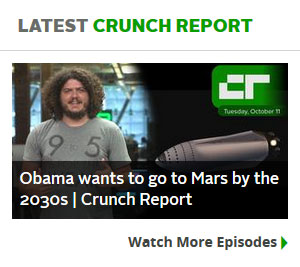 LATEST CRUNCH REPORT
Tuesday, October 11
9 to 5
Obama wants to go to Mars by the
2030s | Crunch Report
Watch More Episodes